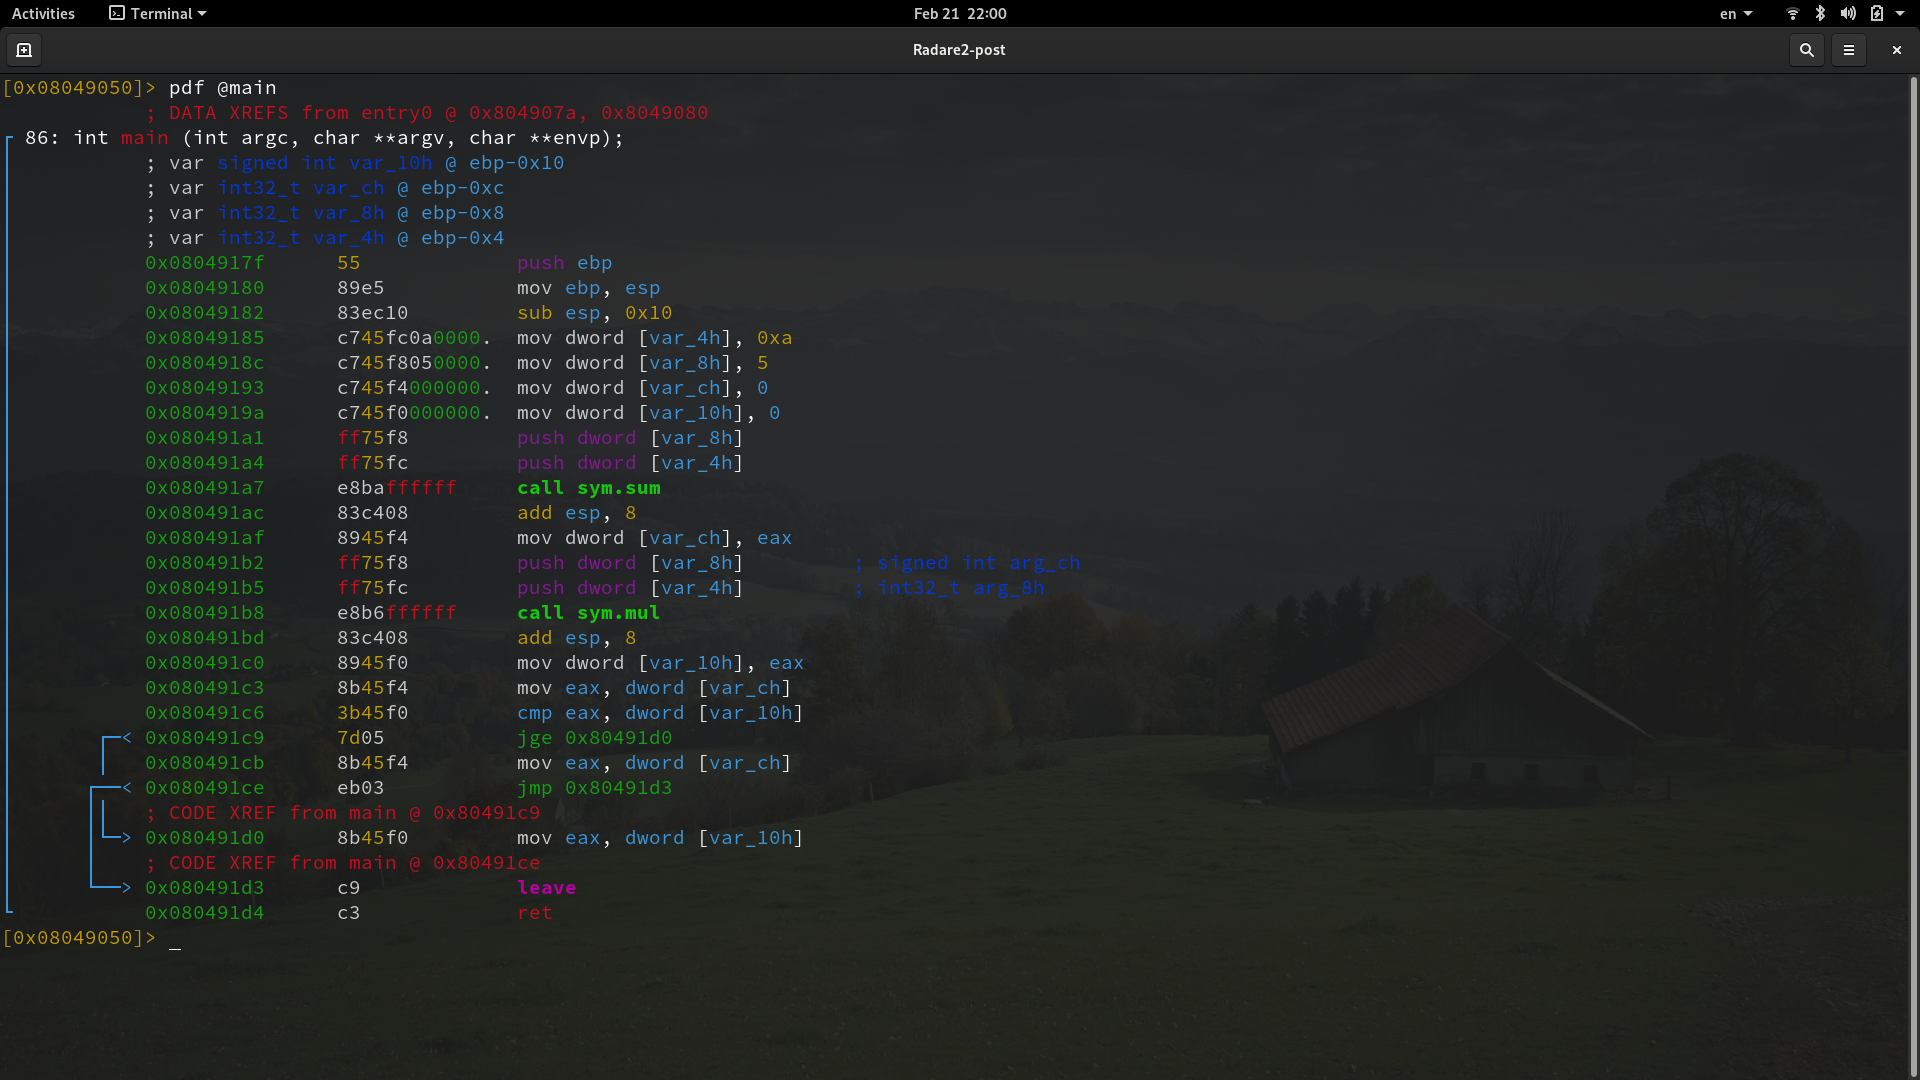 Activities Terminal Feb 21 22:00 en
Radare2-post
[0x08049050]> pdf @main
; DATA XREFS from entry0 @ 0x804907a, 0x8049080
86: int main (int argc, char **argv, char **envp);
; var signed int var_10h @ ebp-0x10
; var int32_t var_ch @ ebp-0xc
; var int32_t var_8h @ ebp-0x8
; var int32_t var_4h @ ebp-0x4
0x0804917f 55 push ebp
0x08049180 89e5 mov ebp, esp
0x08049182 83ec10 sub esp, 0x10
0x08049185 c745fc0a0000. mov dword [var_4h], 0xa
0x0804918c c745f8050000. mov dword [var_8h], 5
0x08049193 c745f4000000. mov dword [var_ch], 0
0x0804919a c745f0000000. mov dword [var_10h], 0
0x080491a1 ff75f8 push dword [var_8h]
0x080491a4 ff75fc push dword [var_4h]
0x080491a7 e8baffffff call sym.sum
0x080491ac 83c408 add esp, 8
0x080491af 8945f4 mov dword [var_ch], eax
0x080491b2 ff75f8 push dword [var_8h] ; signed int arg_ch
0x080491b5 ff75fc push dword [var_4h] ; int32_t arg_8h
0x080491b8 e8b6ffffff call sym.mul
0x080491bd 83c408 add esp, 8
0x080491c0 8945f0 mov dword [var_10h], eax
0x080491c3 8b45f4 mov eax, dword [var_ch]
0x080491c6 3b45f0 cmp eax, dword [var_10h]
0x080491c9 7d05 jge 0x80491d0
0x080491cb 8b45f4 mov eax, dword [var_ch]
0x080491ce eb03 jmp 0x80491d3
; CODE XREF from main @ 0x80491c9
0x080491d0 8b45f0 mov eax, dword [var_10h]
; CODE XREF from main @ 0x80491ce
0x080491d3 c9 leave
0x080491d4 c3 ret
[0x08049050]> _